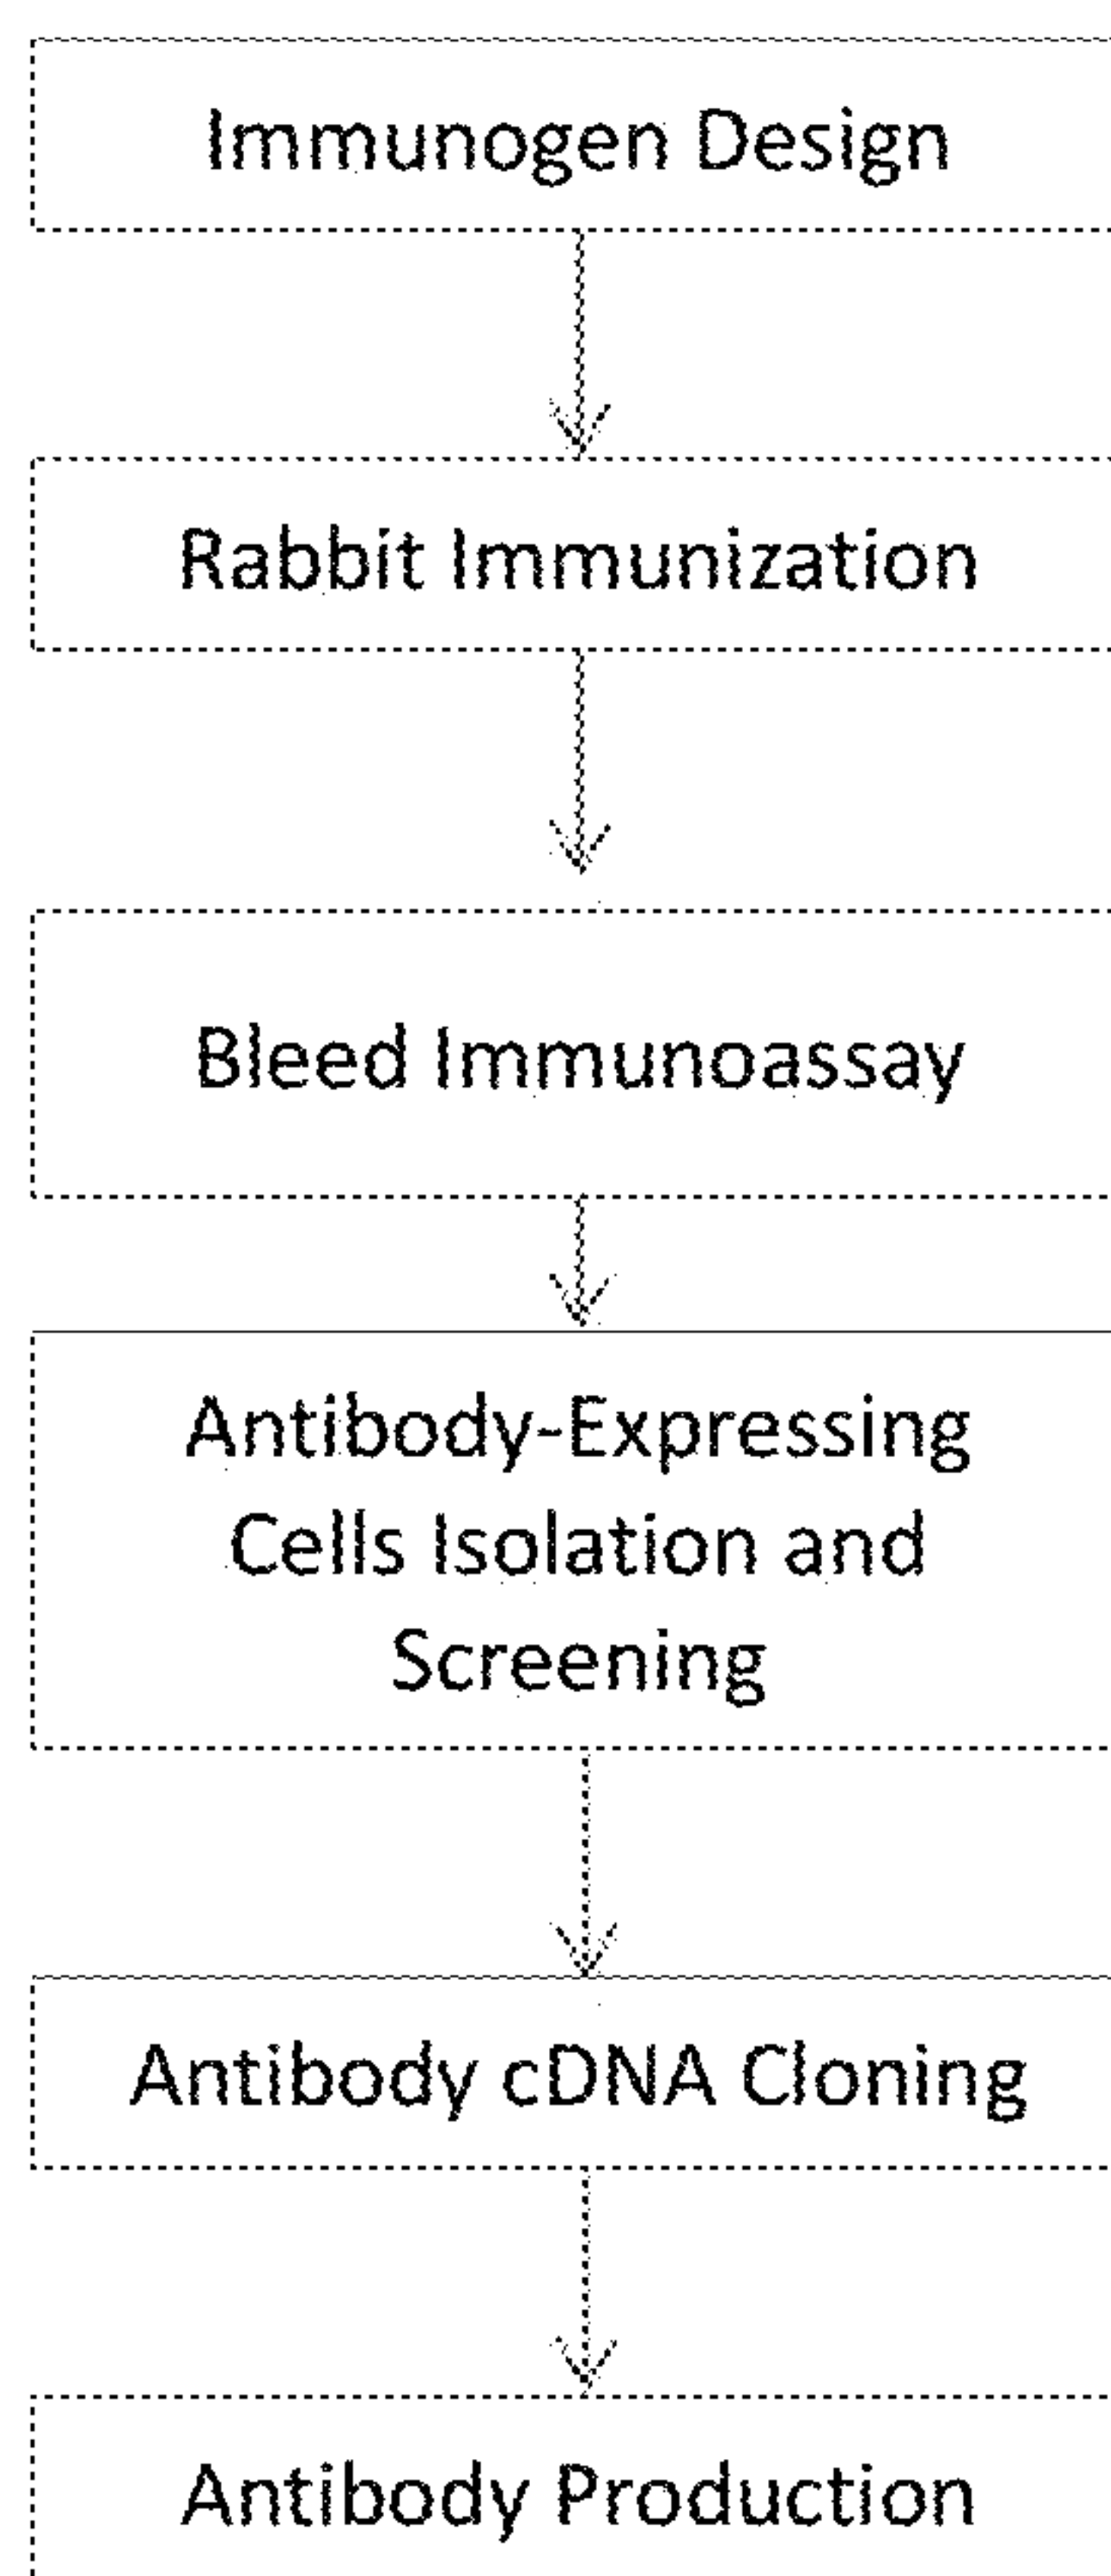 Immunogen Design
Rabbit Immunization
Bleed Immunoassay
Antibody-Expressing
Cells Isolation and
Screening
Antibody cDNA Cloning
Antibody Production